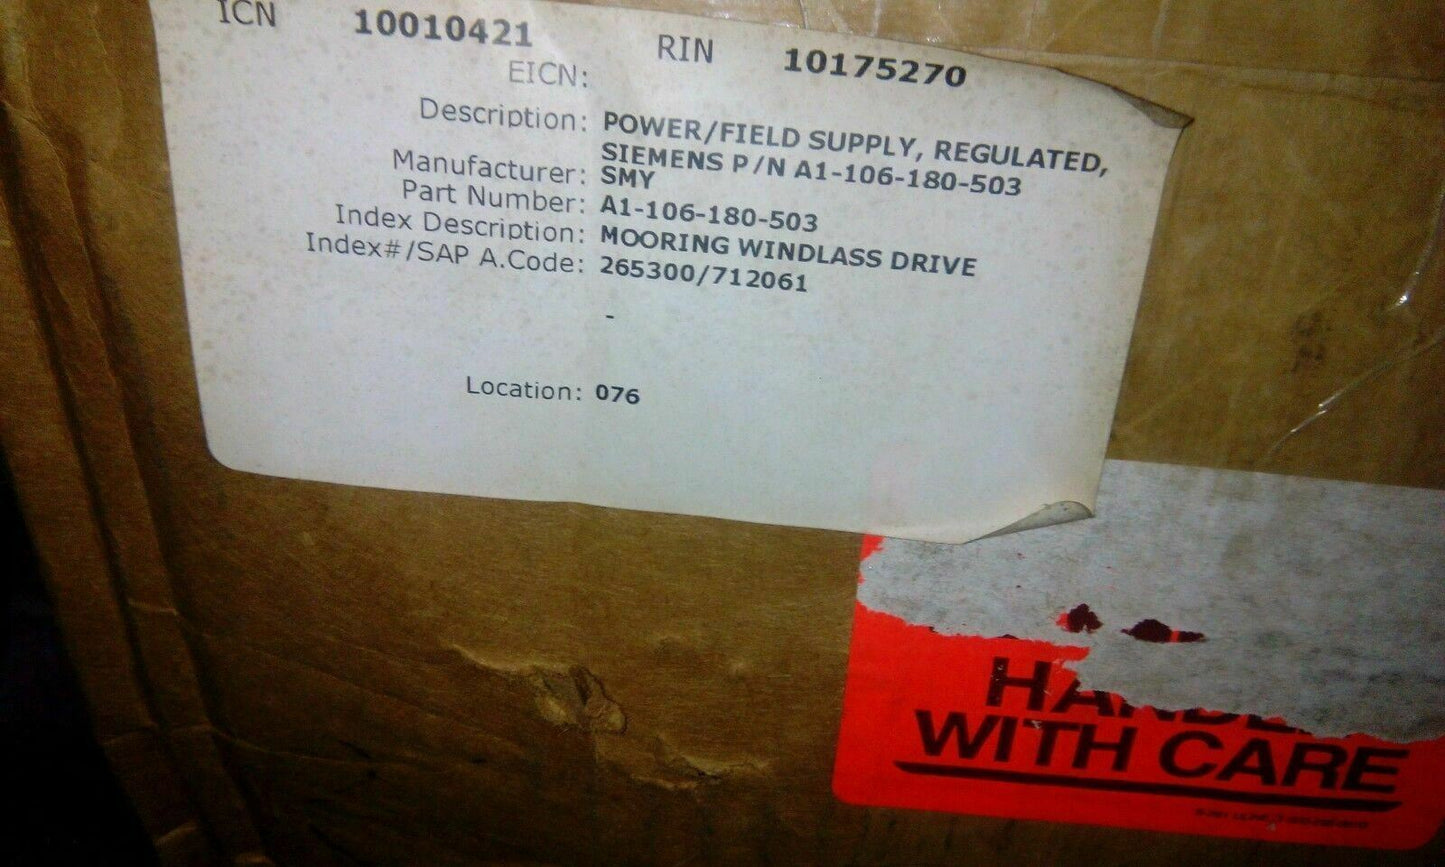 ICN 10010421 RIN 10175270
EICN:
Description: POWER/FIELD SUPPLY, REGULATED,
SIEMENS P/N A1-106-180-503
Manufacturer: SMY
Part Number: A1-106-180-503
Index Description: MOORING WINDLASS DRIVE
Index#/SAP A.Code: 265300/712061
-
Location: 076
HANDLE
WITH CARE